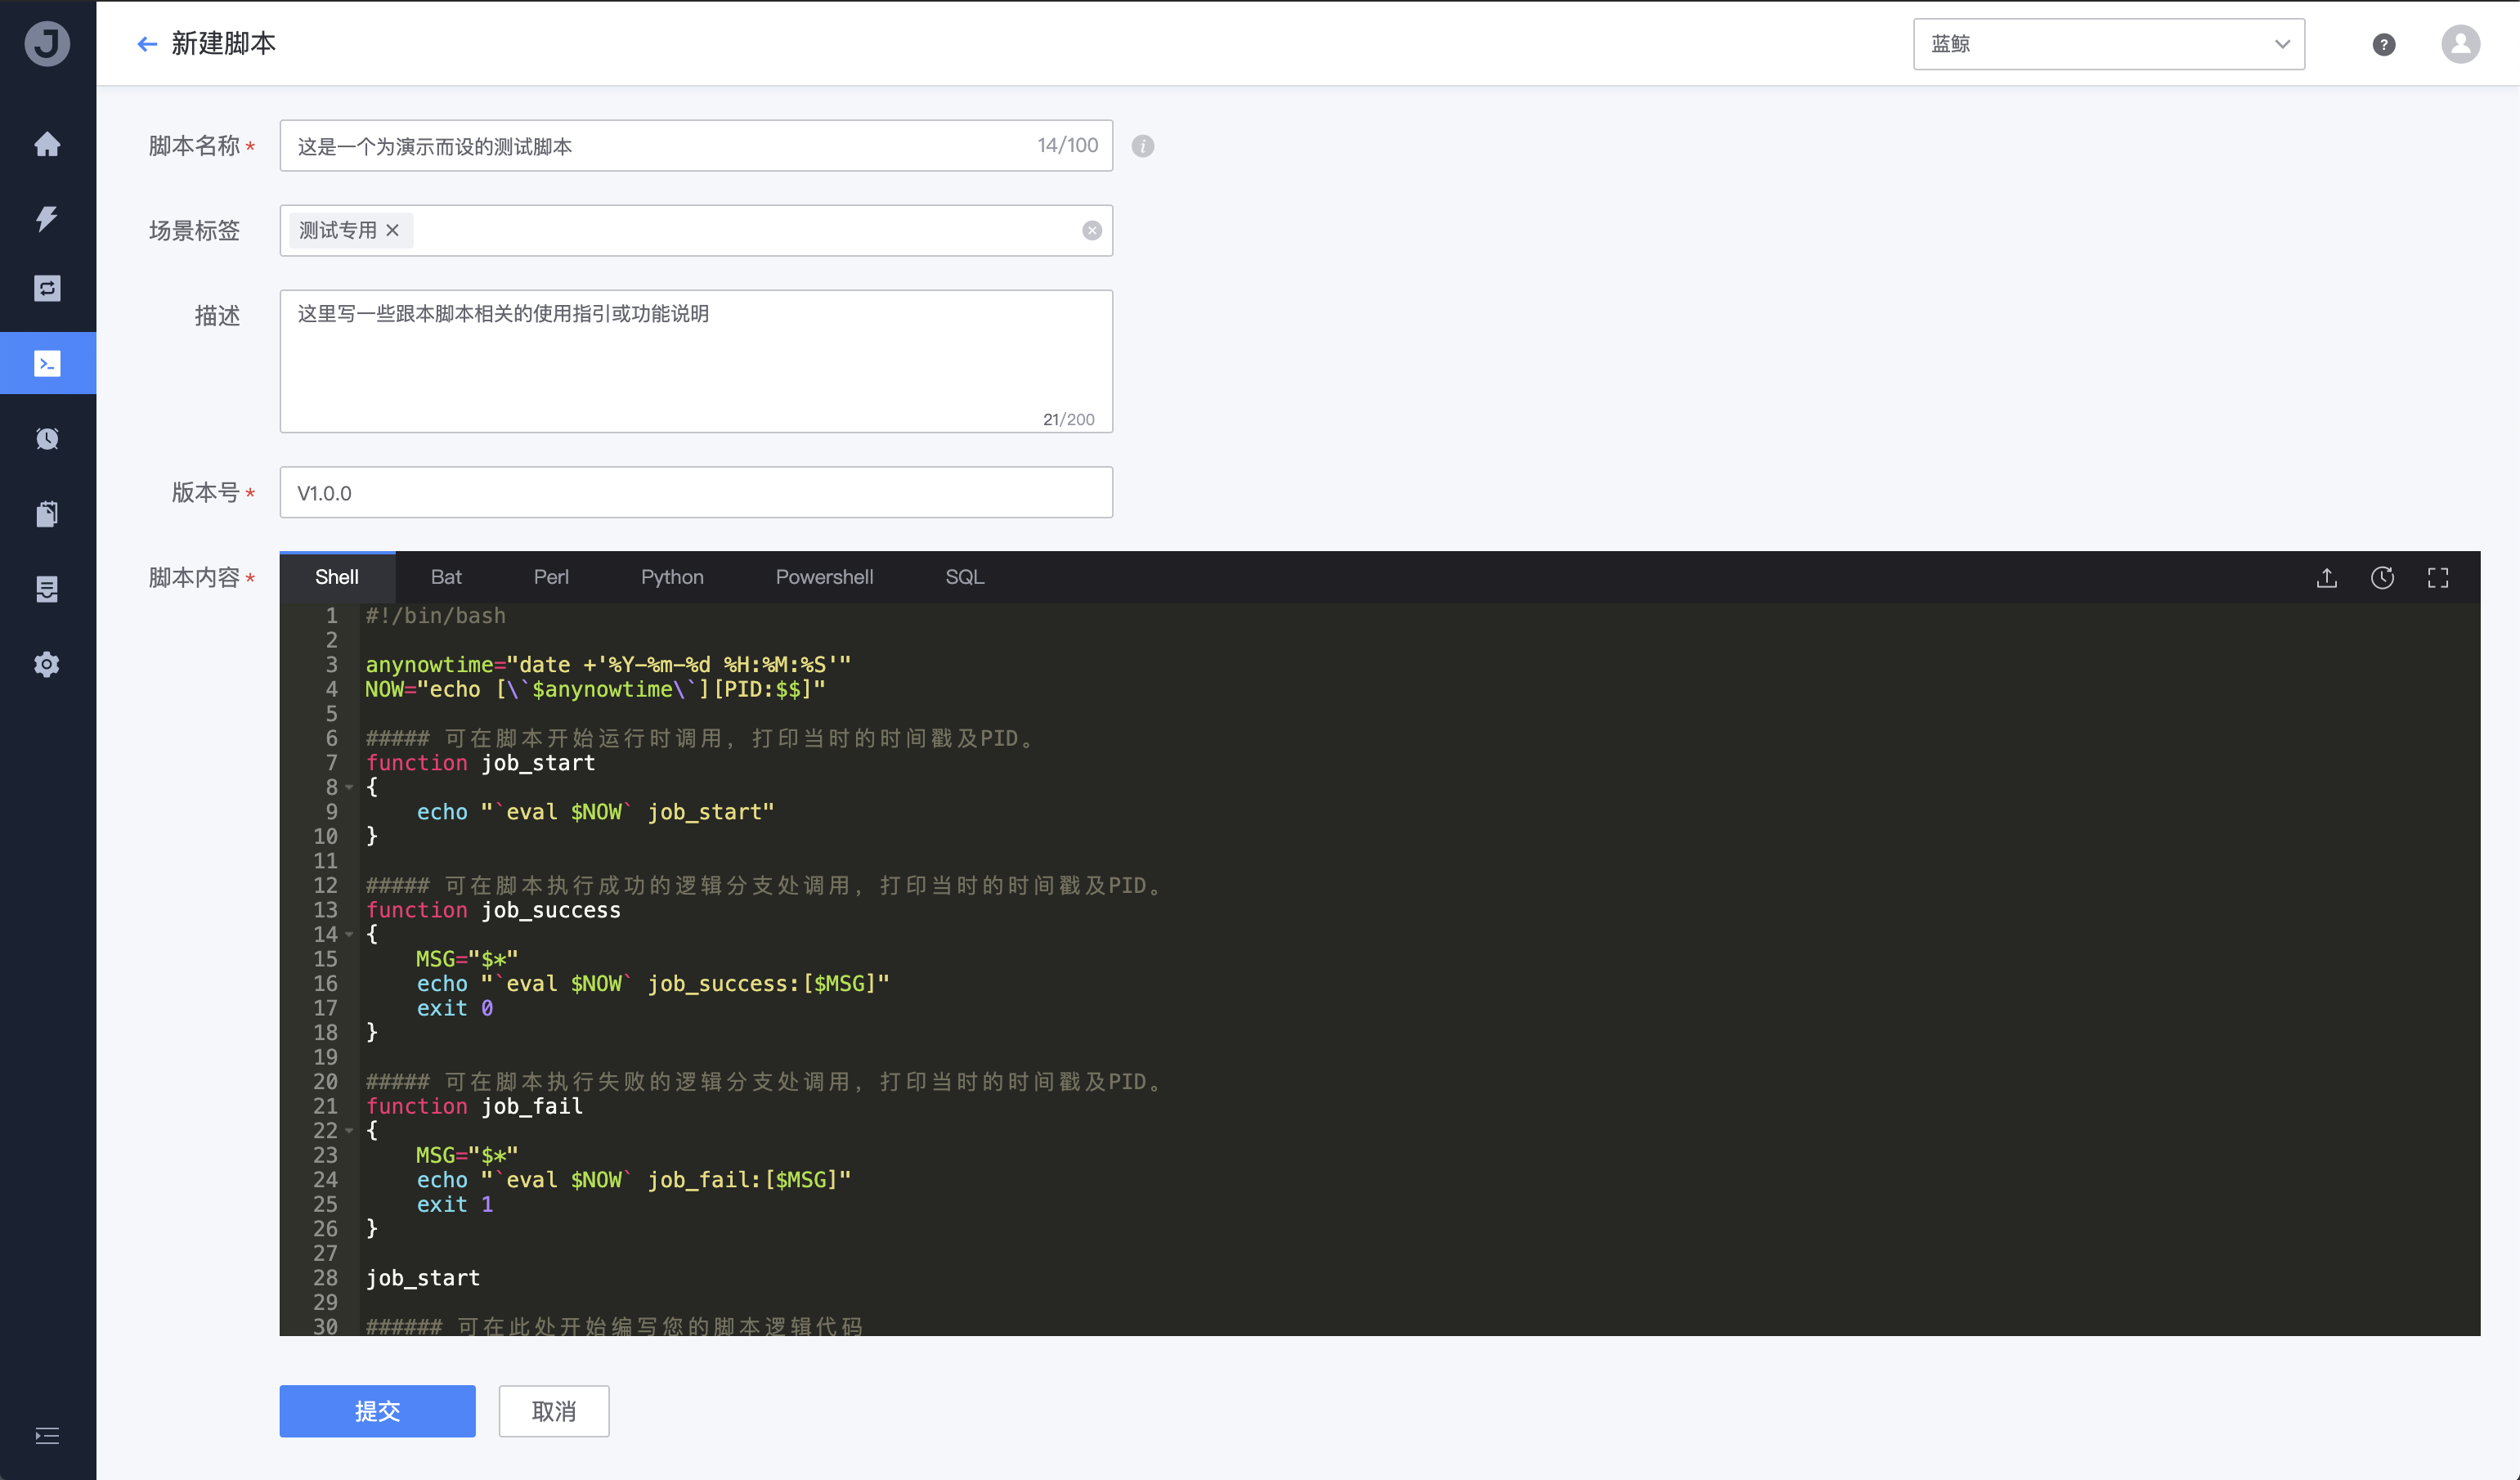 J
新建脚本
蓝鲸
?
脚本名称 *
这是一个为演示而设的测试脚本
14/100
i
场景标签
测试专用 ×
描述
这里写一些跟本脚本相关的使用指引或功能说明
21/200
版本号 *
V1.0.0
脚本内容 *
Shell Bat Perl Python Powershell SQL
1 #!/bin/bash
2
3 anynowtime="date +'%Y-%m-%d %H:%M:%S'"
4 NOW="echo [\`$anynowtime\`][PID:$$]"
5
6 ##### 可在脚本开始运行时调用，打印当时的时间戳及PID。
7 function job_start
8 {
9     echo "`eval $NOW` job_start"
10 }
11
12 ##### 可在脚本执行成功的逻辑分支处调用，打印当时的时间戳及PID。
13 function job_success
14 {
15     MSG="$*"
16     echo "`eval $NOW` job_success:[$MSG]"
17     exit 0
18 }
19
20 ##### 可在脚本执行失败的逻辑分支处调用，打印当时的时间戳及PID。
21 function job_fail
22 {
23     MSG="$*"
24     echo "`eval $NOW` job_fail:[$MSG]"
25     exit 1
26 }
27
28 job_start
29
30 ###### 可在此处开始编写您的脚本逻辑代码
提交
取消